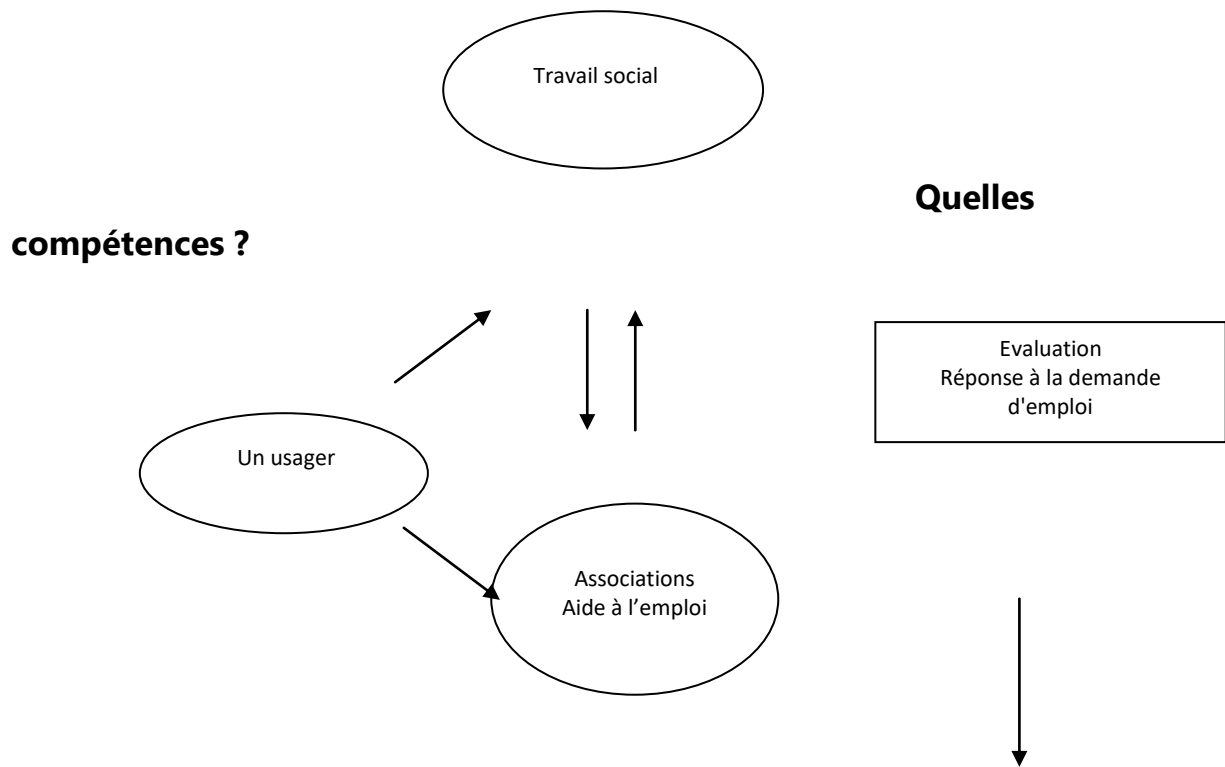 Travail social
Quelles
compétences ?
Evaluation
Réponse à la demande
d'emploi
Un usager
Associations
Aide à l’emploi